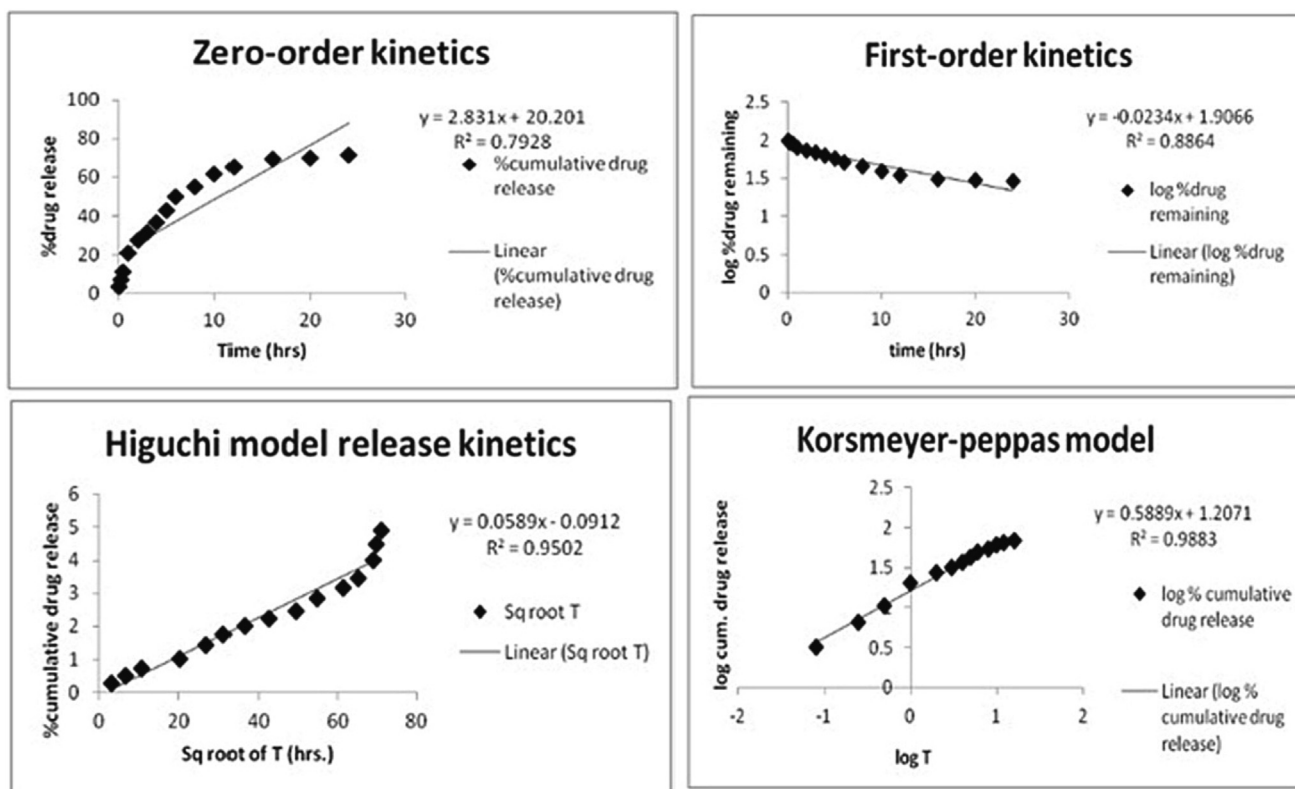 Zero-order kinetics
%drug release
100
80
60
40
20
0
0
10
20
30
Time (hrs)
y = 2.831x + 20.201
R² = 0.7928
%cumulative drug
release
Linear
(%cumulative drug
release)
First-order kinetics
log %drug remaining
2.5
2
1.5
1
0.5
0
0
10
20
30
time (hrs)
y = -0.0234x + 1.9066
R² = 0.8864
log %drug
remaining
Linear (log %drug
remaining)
Higuchi model release kinetics
%cumulative drug release
6
5
4
3
2
1
0
0
20
40
60
80
Sq root of T (hrs.)
y = 0.0589x - 0.0912
R² = 0.9502
Sq root T
Linear (Sq root T)
Korsmeyer-peppas model
log cum. drug release
2.5
2
1.5
1
0.5
0
-2
-1
0
1
2
log T
y = 0.5889x + 1.2071
R² = 0.9883
log % cumulative
drug release
Linear (log %
cumulative drug
release)